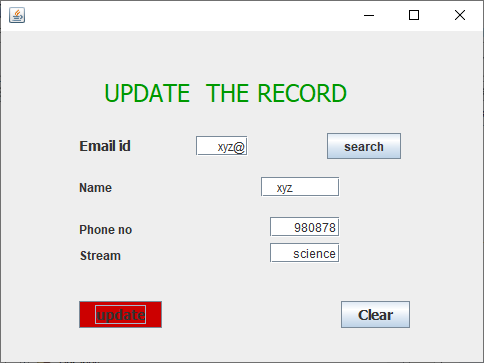 UPDATE THE RECORD
Email id xyz@ search
Name xyz
Phone no 980878
Stream science
update Clear